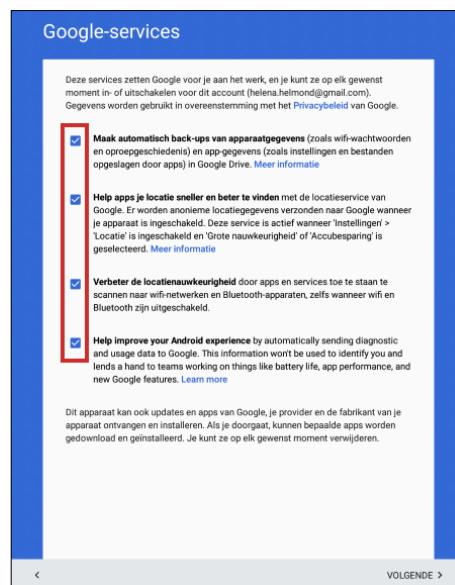 Google-services
Deze services zetten Google voor je aan het werk, en je kunt ze op elk gewenst
moment in- of uitschakelen voor dit account (helena.helmond@gmail.com).
Gegevens worden gebruikt in overeenstemming met het Privacybeleid van Google.
Maak automatisch back-ups van apparaatgegevens (zoals wifi-wachtwoorden
en oproepgeschiedenis) en app-gegevens (zoals instellingen en bestanden
opgeslagen door apps) in Google Drive. Meer informatie
Help apps je locatie sneller en beter te vinden met de locatieservice van
Google. Er worden anonieme locatiegegevens verzonden naar Google wanneer
je apparaat is ingeschakeld. Deze service is actief wanneer 'Instellingen' >
'Locatie' is ingeschakeld en 'Grote nauwkeurigheid' of 'Accubesparing' is
geselecteerd. Meer informatie
Verbeter de locatienauwkeurigheid door apps en services toe te staan te
scannen naar wifi-netwerken en Bluetooth-apparaten, zelfs wanneer wifi en
Bluetooth zijn uitgeschakeld.
Help improve your Android experience by automatically sending diagnostic
and usage data to Google. This information won't be used to identify you and
lends a hand to teams working on things like battery life, app performance, and
new Google features. Learn more
Dit apparaat kan ook updates en apps van Google, je provider en de fabrikant van je
apparaat ontvangen en installeren. Als je doorgaat, kunnen bepaalde apps worden
gedownload en geïnstalleerd. Je kunt ze op elk gewenst moment verwijderen.
< VOLGENDE >